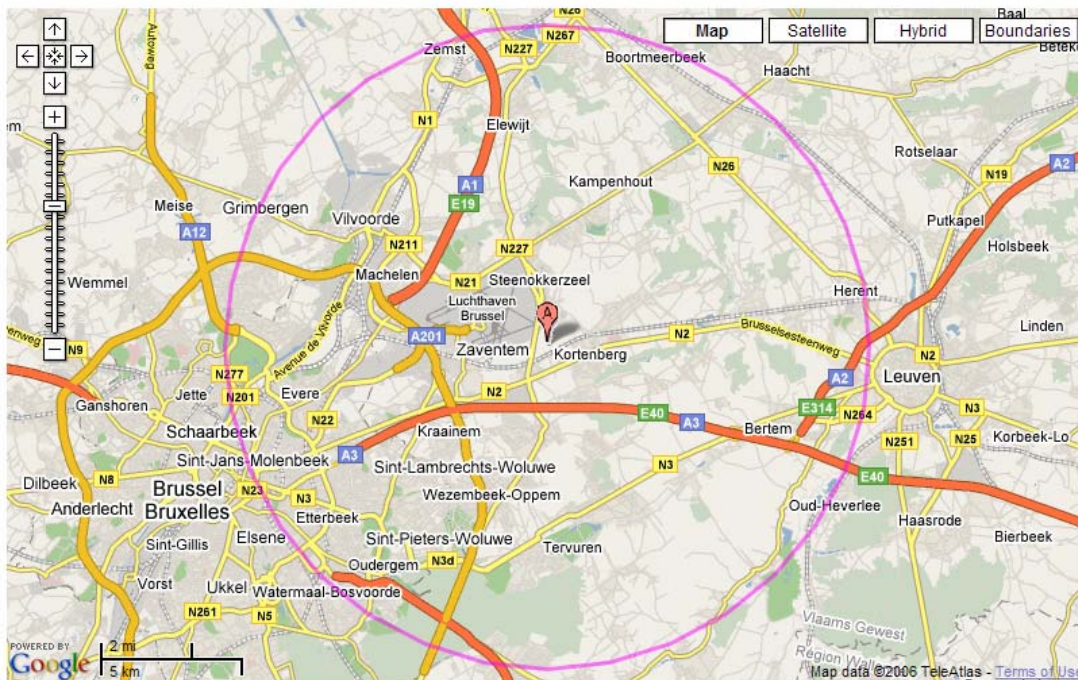 Map
Satellite
Hybrid
Boundaries
N26
N267
N227
Zemst
Boortmeerbeek
Haacht
Baal
Autoweg
N1
Elewijt
N26
Rotselaar
A2
N19
Kampenhout
A1
E19
Meise
Grimbergen
Vilvoorde
Putkapel
Holsbeek
A12
N211
N227
Machelen
N21
Steenokkerzeel
Herent
Wemmel
Luchthaven
Brussel
A
Avenue de Vilvorde
A201
N2
Brusselsesteenweg
Linden
N9
Zaventem
Kortenberg
N2
N277
Leuven
A2
Jette
N201
Evere
N2
Ganshoren
N22
E40
A3
E314
N264
N3
Schaarbeek
Kraainem
Bertem
N251
N25
Korbeek-Lo
A3
Sint-Jans-Molenbeek
Sint-Lambrechts-Woluwe
N3
E40
Dilbeek
N8
Brussel
Bruxelles
N23
N3
Wezembeek-Oppem
Oud-Heverlee
Anderlecht
Etterbeek
Haasrode
Bierbeek
Sint-Gillis
Elsene
Sint-Pieters-Woluwe
N3d
Tervuren
Oudergem
Vorst
Ukkel
Watermaal-Bosvoorde
N261
N5
Vlaams Gewest
POWERED BY
Google
2 mi
5 km
Map data ©2006 TeleAtlas - Terms of Use